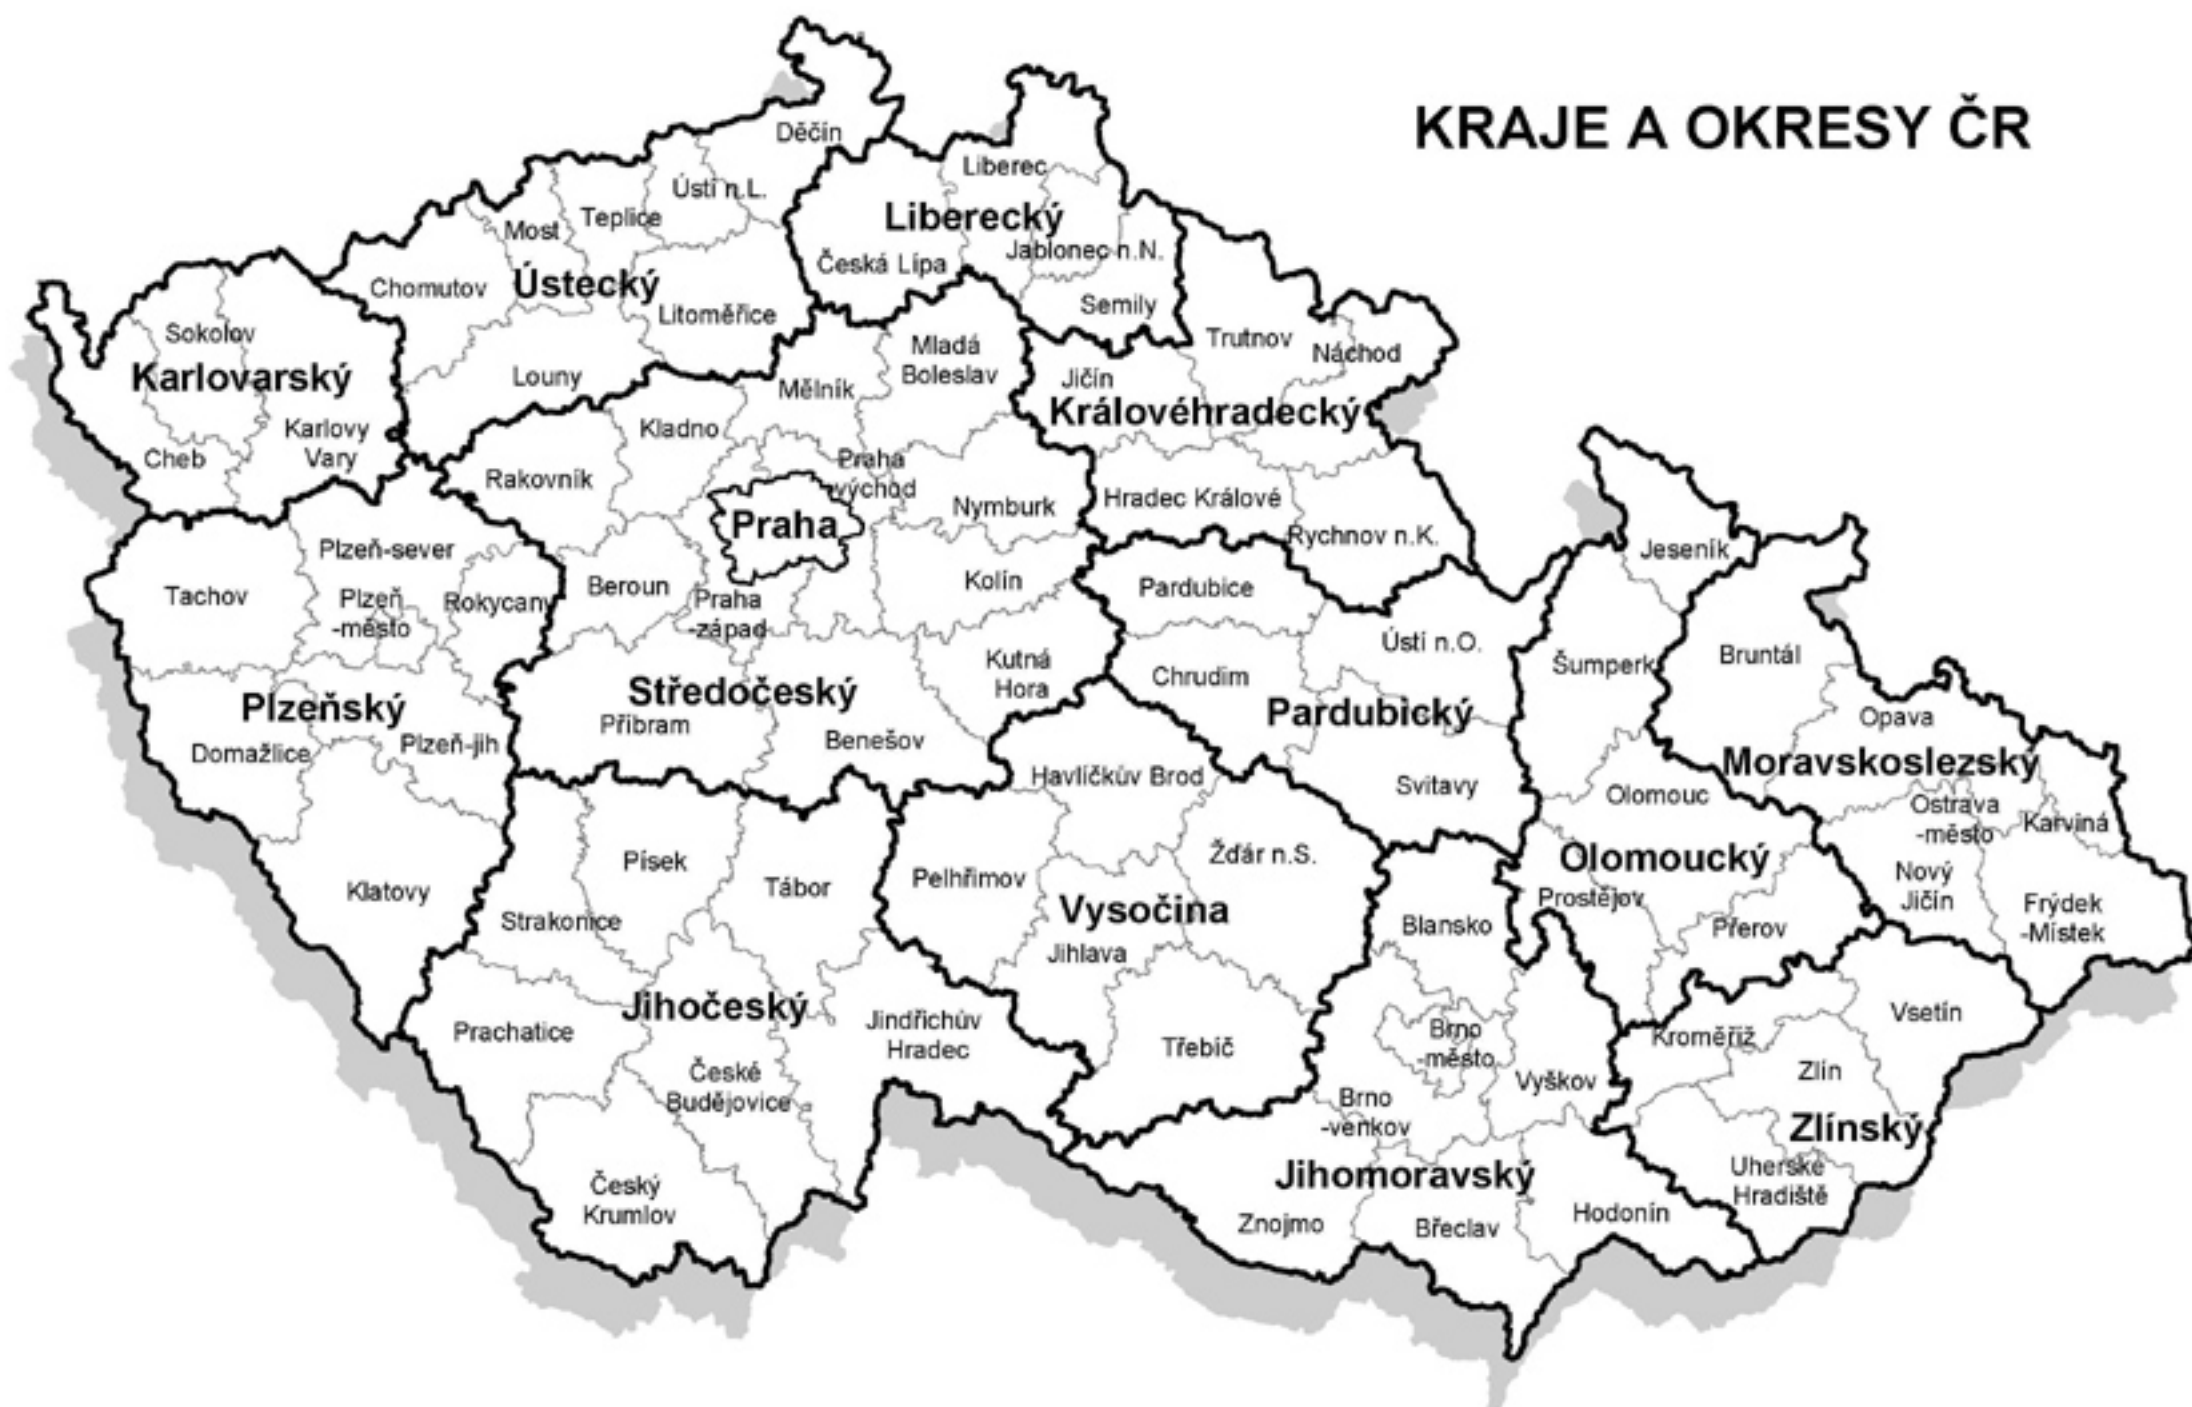 KRAJE A OKRESY ČR
Děčín
Liberec
Ústí n.L.
Teplice
Most
Liberecký
Jablonec n.N.
Česká Lípa
Chomutov
Ústecký
Semily
Litoměřice
Sokolov
Trutnov
Náchod
Mladá
Boleslav
Karlovarský
Louny
Mělník
Jičín
Královéhradecký
Karlovy
Vary
Cheb
Kladno
Rakovník
Praha
-východ
Nymburk
Hradec Králové
Praha
Rychnov n.K.
Plzeň-sever
Jeseník
Tachov
Plzeň
-město
Rokycany
Beroun
Praha
-západ
Kolín
Pardubice
Ústí n.O.
Šumperk
Bruntál
Kutná
Hora
Chrudim
Středočeský
Plzeňský
Příbram
Pardubický
Opava
Domažlice
Plzeň-jih
Benešov
Moravskoslezský
Havlíčkův Brod
Svitavy
Olomouc
Ostrava
-město
Karviná
Písek
Žďár n.S.
Olomoucký
Klatovy
Tábor
Pelhřimov
Nový
Jičín
Prostějov
Strakonice
Vysočina
Blansko
Přerov
Frýdek
-Místek
Jihlava
Jihočeský
Vsetín
Prachatice
Jindřichův
Hradec
Třebíč
Brno
-město
Kroměříž
České
Budějovice
Vyškov
Zlín
Brno
-venkov
Zlínský
Jihomoravský
Uherské
Hradiště
Český
Krumlov
Znojmo
Břeclav
Hodonín